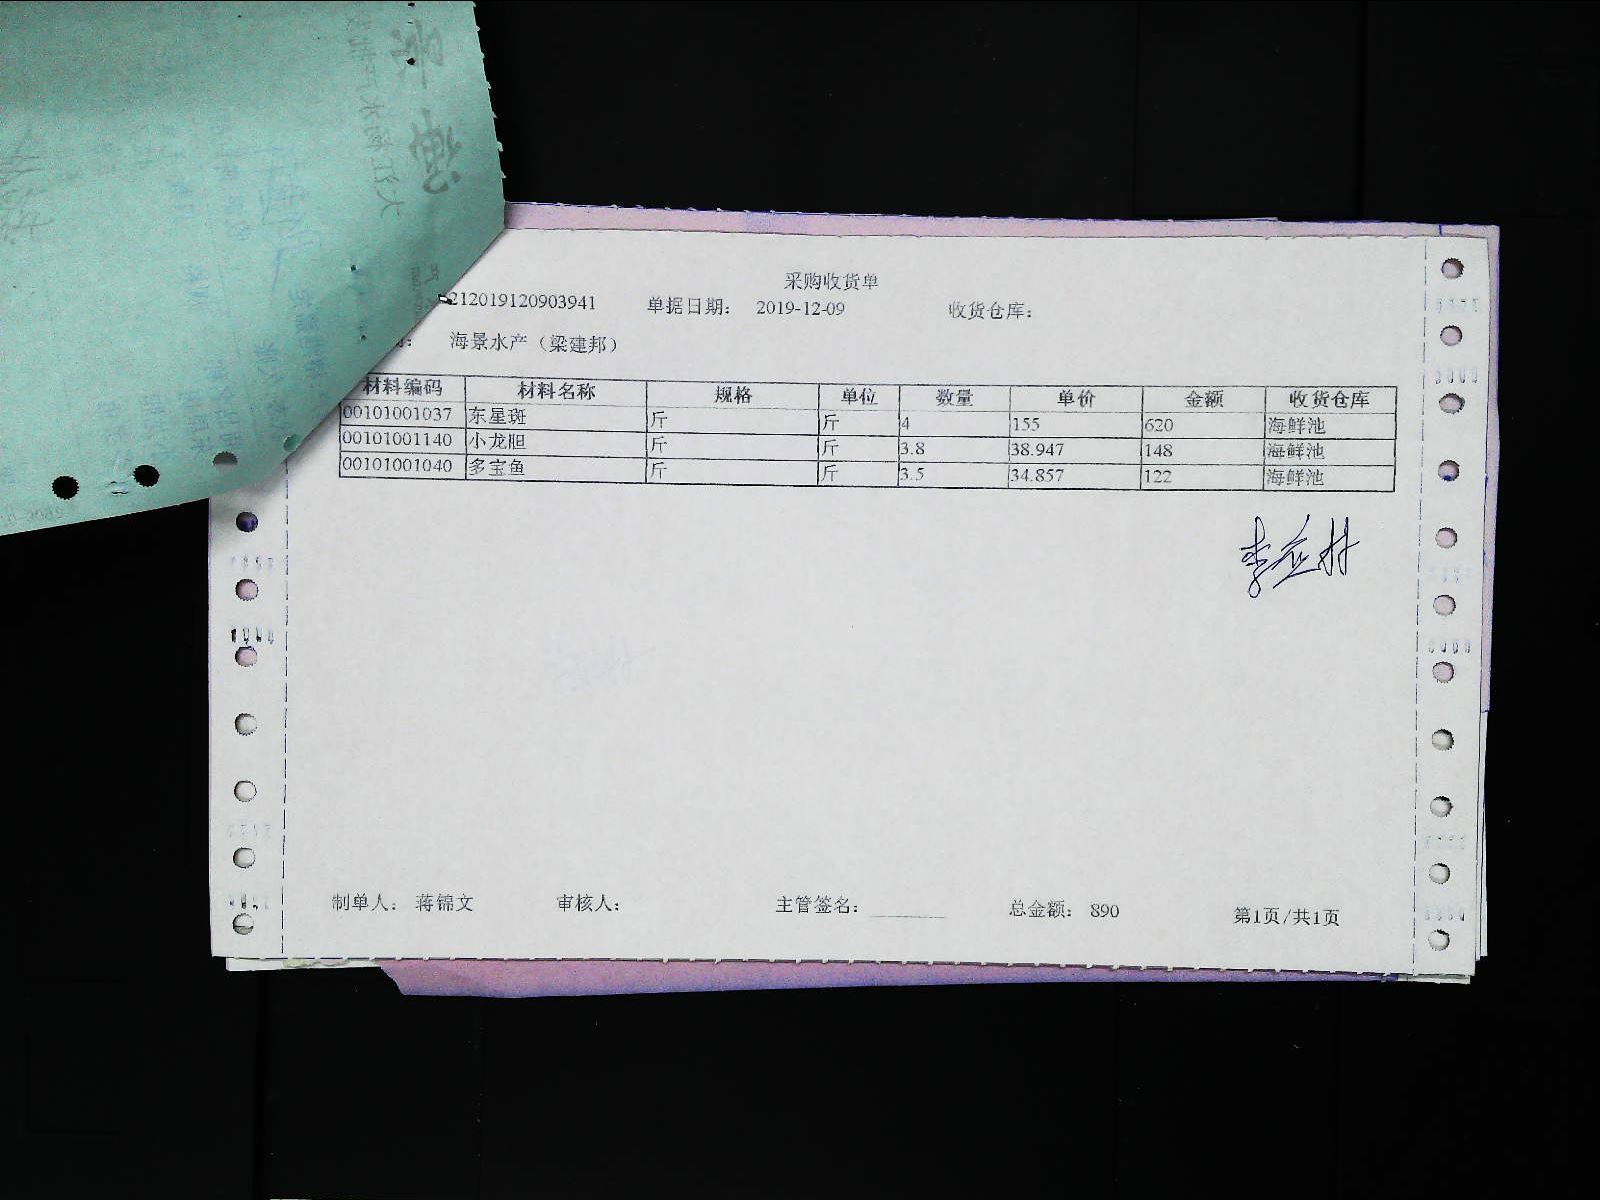 采购收货单
212019120903941 单据日期： 2019-12-09 收货仓库：
海景水产（梁建邦）
材料编码 材料名称 规格 单位 数量 单价 金额 收货仓库
00101001037 东星斑 斤 斤 4 155 620 海鲜池
00101001140 小龙胆 斤 斤 3.8 38.947 148 海鲜池
00101001040 多宝鱼 斤 斤 3.5 34.857 122 海鲜池
李应林
制单人： 蒋锦文 审核人： 主管签名： 总金额： 890 第1页/共1页